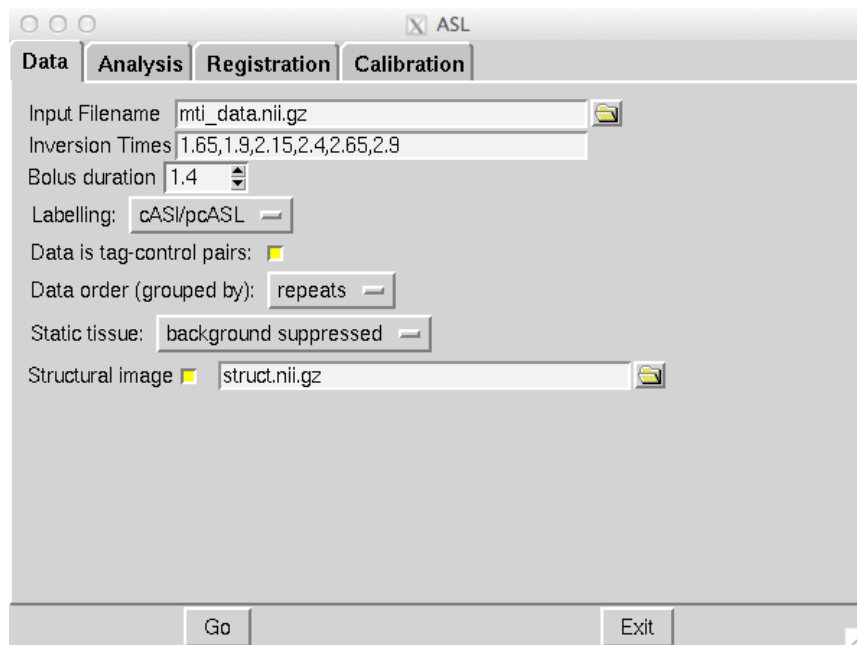 X ASL
Data Analysis Registration Calibration
Input Filename mti_data.nii.gz
Inversion Times 1.65,1.9,2.15,2.4,2.65,2.9
Bolus duration 1.4
Labelling: cASl/pcASL
Data is tag-control pairs:
Data order (grouped by): repeats
Static tissue: background suppressed
Structural image struct.nii.gz
Go Exit